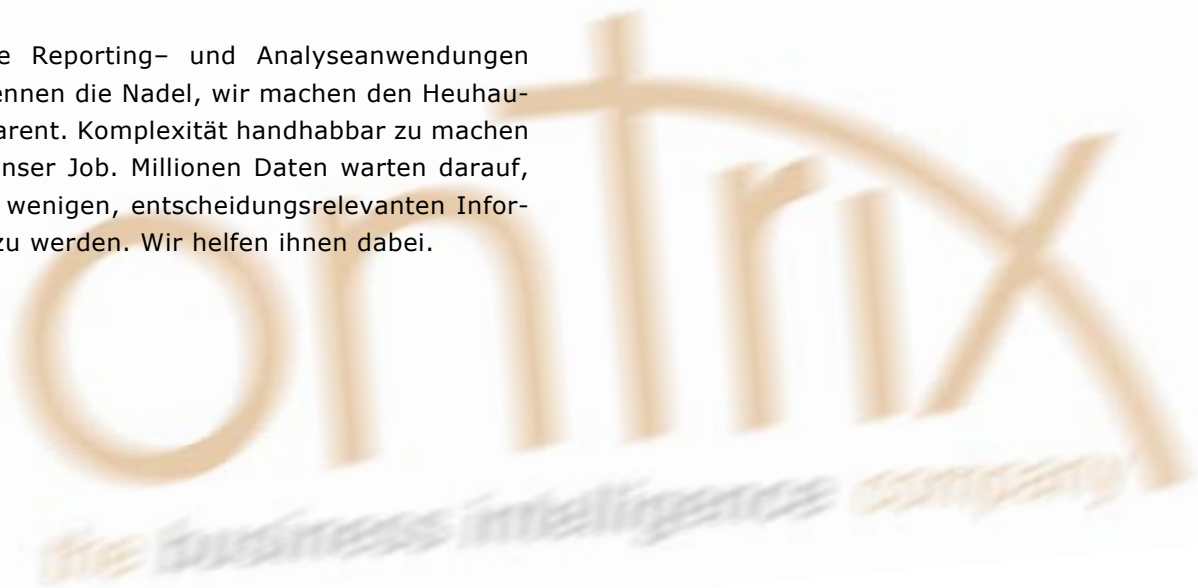 e Reporting– und Analyseanwendungen
ennen die Nadel, wir machen den Heuhau-
arent. Komplexität handhabbar zu machen
nser Job. Millionen Daten warten darauf,
wenigen, entscheidungsrelevanten Infor-
zu werden. Wir helfen ihnen dabei.
ontrix
the business intelligence company